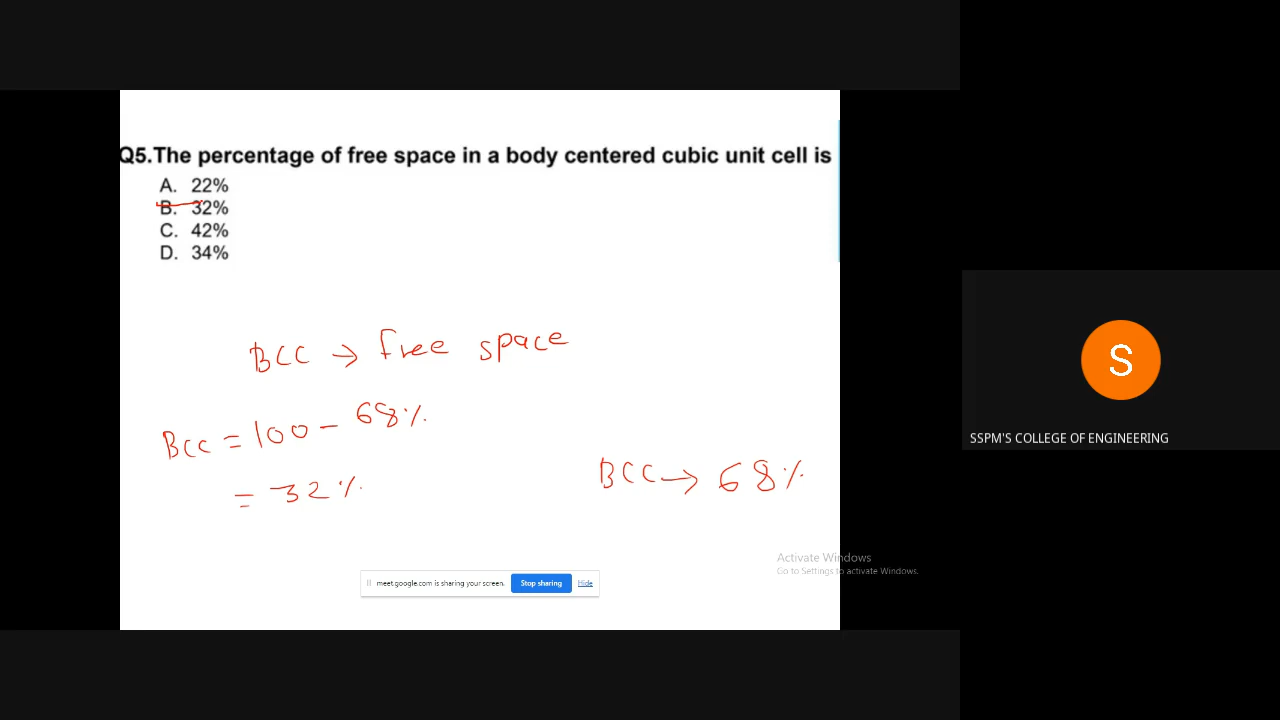 Q5.The percentage of free space in a body centered cubic unit cell is
A. 22%
B. 32%
C. 42%
D. 34%
BCC → free space
BCC = 100 - 68%
= 32%
BCC → 68%
S
SSPM'S COLLEGE OF ENGINEERING
Activate Windows
Go to Settings to activate Windows.
meet.google.com is sharing your screen. Stop sharing Hide